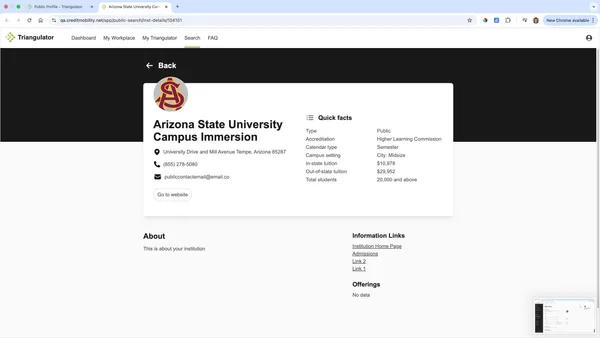 Public Profile - Triangulator
Arizona State University Cam
qa.creditmobility.net/app/public-search/inst-details/104151
New Chrome available
Triangulator
Dashboard
My Workplace
My Triangulator
Search
FAQ
Back
Arizona State University
Campus Immersion
University Drive and Mill Avenue Tempe, Arizona 85287
(855) 278-5080
publiccontactemail@email.co
Go to website
Quick facts
Type Public
Accreditation Higher Learning Commission
Calendar type Semester
Campus setting City: Midsize
In-state tuition $10,978
Out-of-state tuition $29,952
Total students 20,000 and above
About
This is about your institution
Information Links
Institution Home Page
Admissions
Link 2
Link 1
Offerings
No data